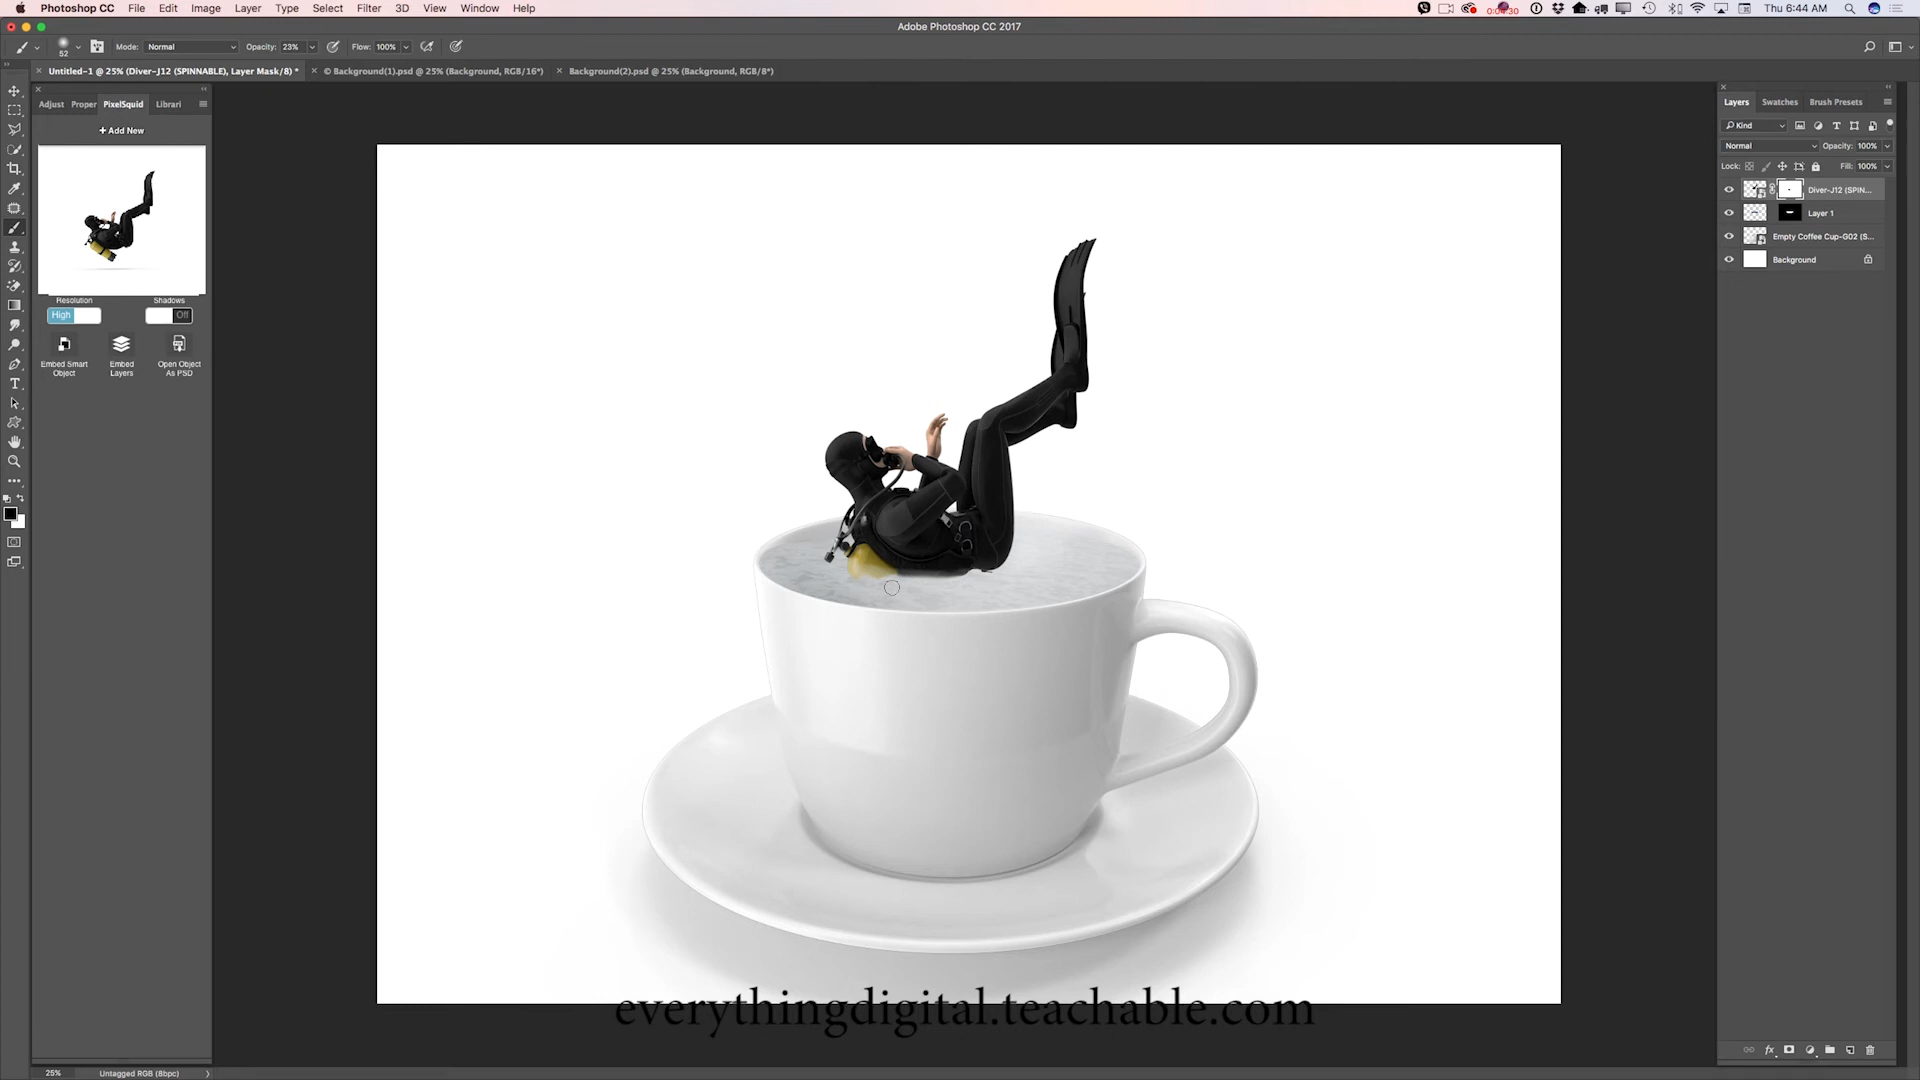 Photoshop CC File Edit Image Layer Type Select Filter 3D View Window Help
0:04:30 Thu 6:44 AM
Adobe Photoshop CC 2017
52 Mode: Normal Opacity: 23% Flow: 100%
Untitled-1 @ 25% (Diver-J12 (SPINNABLE), Layer Mask/8) * © Background(1).psd @ 25% (Background, RGB/16*) Background(2).psd @ 25% (Background, RGB/8*)
Adjust Proper PixelSquid Librari
+ Add New
Resolution Shadows
High Off
Embed Smart Object
Embed Layers
Open Object As PSD
Layers Swatches Brush Presets
Kind
Normal Opacity: 100%
Lock: Fill: 100%
Diver-J12 (SPIN...
Layer 1
Empty Coffee Cup-G02 (S...
Background
everythingdigital.teachable.com
fx
25% Untagged RGB (8bpc)